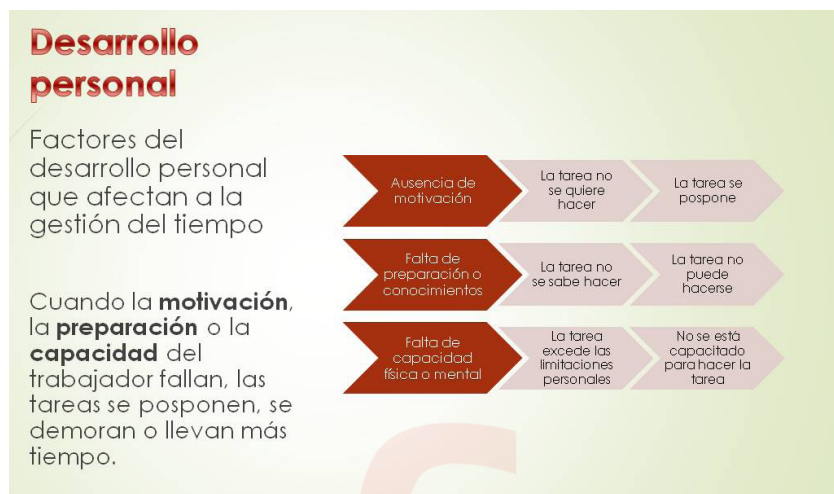 Desarrollo
personal
Factores del
desarrollo personal
que afectan a la
gestión del tiempo
Cuando la motivación,
la preparación o la
capacidad del
trabajador fallan, las
tareas se posponen, se
demoran o llevan más
tiempo.
Ausencia de
motivación
La tarea no
se quiere
hacer
La tarea se
pospone
Falta de
preparación o
conocimientos
La tarea no
se sabe hacer
La tarea no
puede
hacerse
Falta de
capacidad
física o mental
La tarea
excede las
limitaciones
personales
No se está
capacitado
para hacer la
tarea